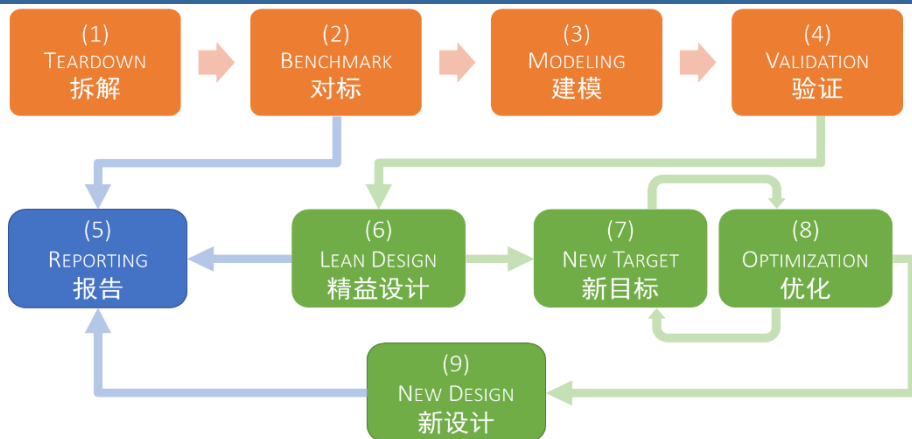 (1)
TEARDOWN
拆解
(2)
BENCHMARK
对标
(3)
MODELING
建模
(4)
VALIDATION
验证
(5)
REPORTING
报告
(6)
LEAN DESIGN
精益设计
(7)
NEW TARGET
新目标
(8)
OPTIMIZATION
优化
(9)
NEW DESIGN
新设计